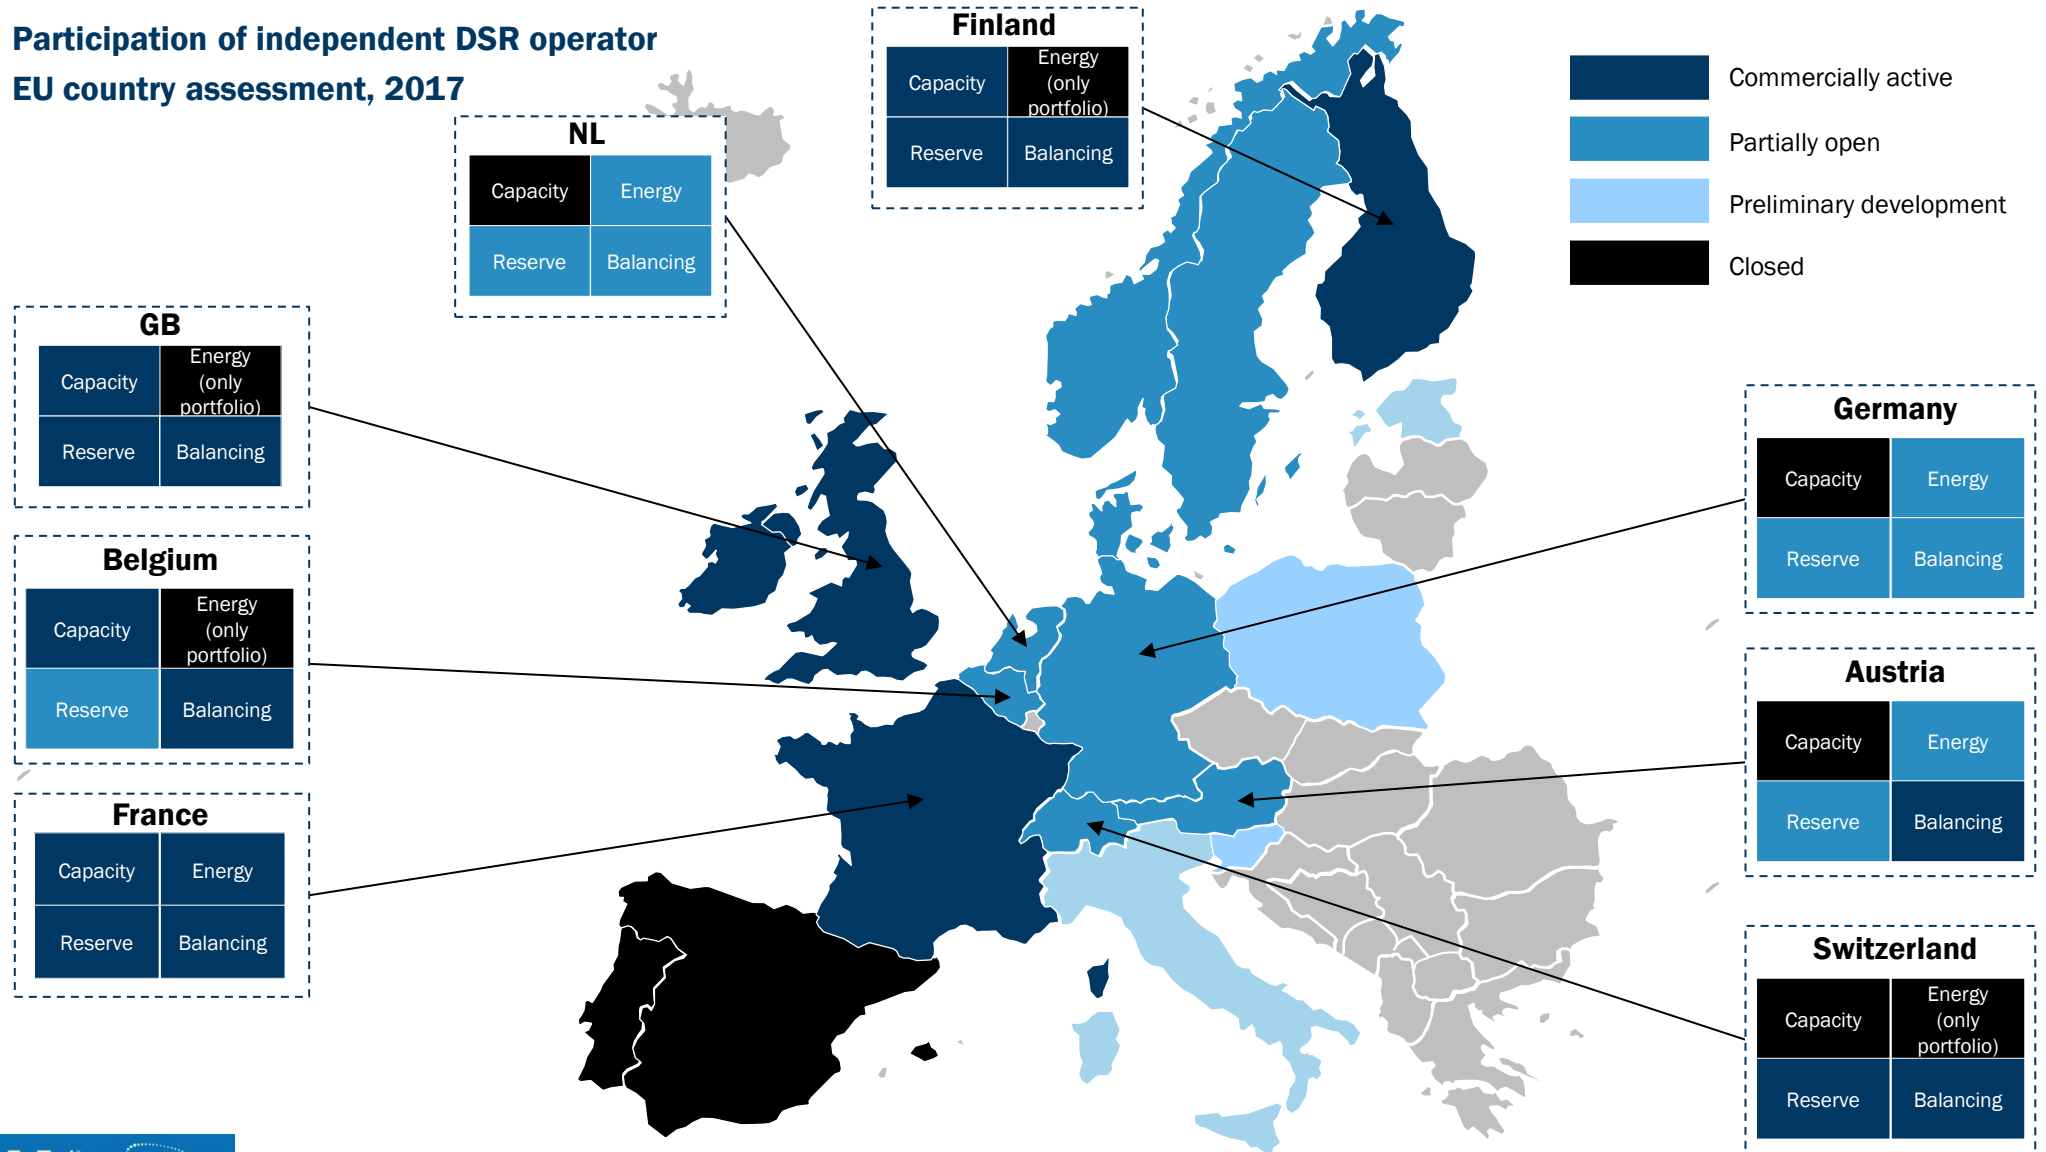 Participation of independent DSR operator
EU country assessment, 2017
Finland
Capacity
Energy
(only
portfolio)
Reserve
Balancing
Commercially active
Partially open
Preliminary development
Closed
NL
Capacity
Energy
Reserve
Balancing
GB
Capacity
Energy
(only
portfolio)
Reserve
Balancing
Germany
Capacity
Energy
Reserve
Balancing
Belgium
Capacity
Energy
(only
portfolio)
Reserve
Balancing
Austria
Capacity
Energy
Reserve
Balancing
France
Capacity
Energy
Reserve
Balancing
Switzerland
Capacity
Energy
(only
portfolio)
Reserve
Balancing